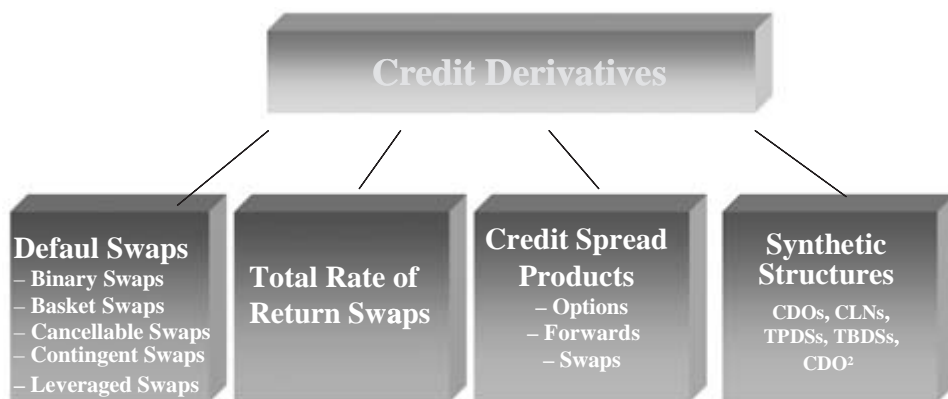 Credit Derivatives
Defaul Swaps
– Binary Swaps
– Basket Swaps
– Cancellable Swaps
– Contingent Swaps
– Leveraged Swaps
Total Rate of
Return Swaps
Credit Spread
Products
– Options
– Forwards
– Swaps
Synthetic
Structures
CDOs, CLNs,
TPDSs, TBDSs,
CDO²